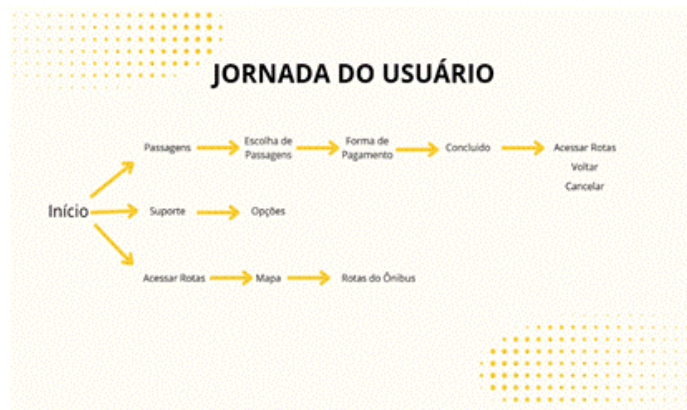 JORNADA DO USUÁRIO
Passagens
Escolha de
Passagens
Forma de
Pagamento
Concluído
Acessar Rotas
Voltar
Cancelar
Início
Suporte
Opções
Acessar Rotas
Mapa
Rotas do Ônibus